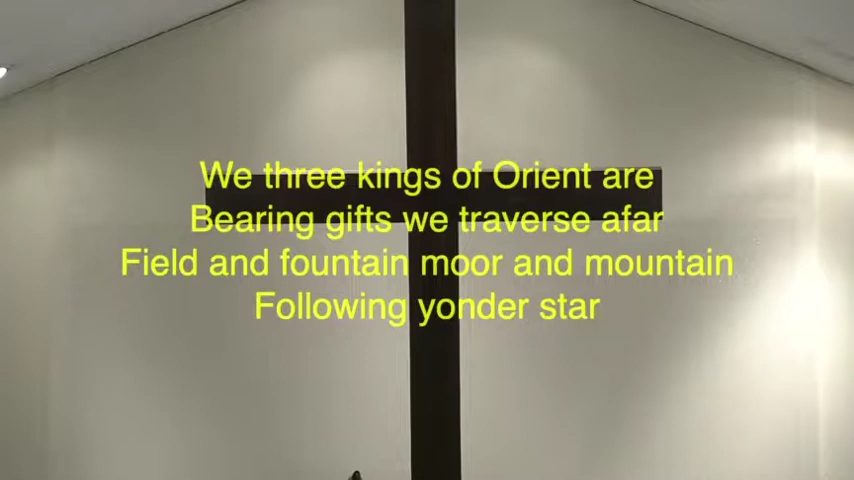 We three kings of Orient are
Bearing gifts we traverse afar
Field and fountain moor and mountain
Following yonder star